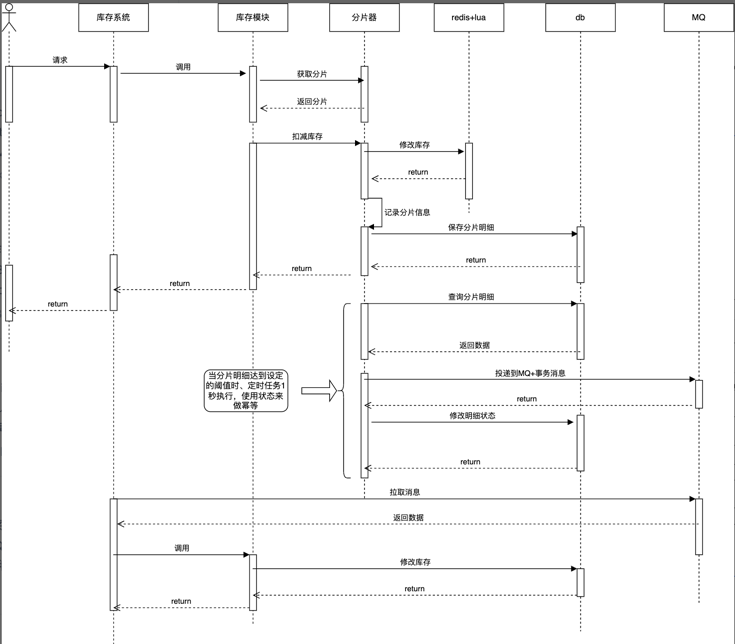 库存系统
库存模块
分片器
redis+lua
db
MQ
请求
调用
获取分片
返回分片
扣减库存
修改库存
return
记录分片信息
保存分片明细
return
return
return
return
查询分片明细
返回数据
当分片明细达到设定
的阈值时、定时任务1
秒执行，使用状态来
做幂等
投递到MQ+事务消息
return
修改明细状态
return
拉取消息
返回数据
调用
修改库存
return
return